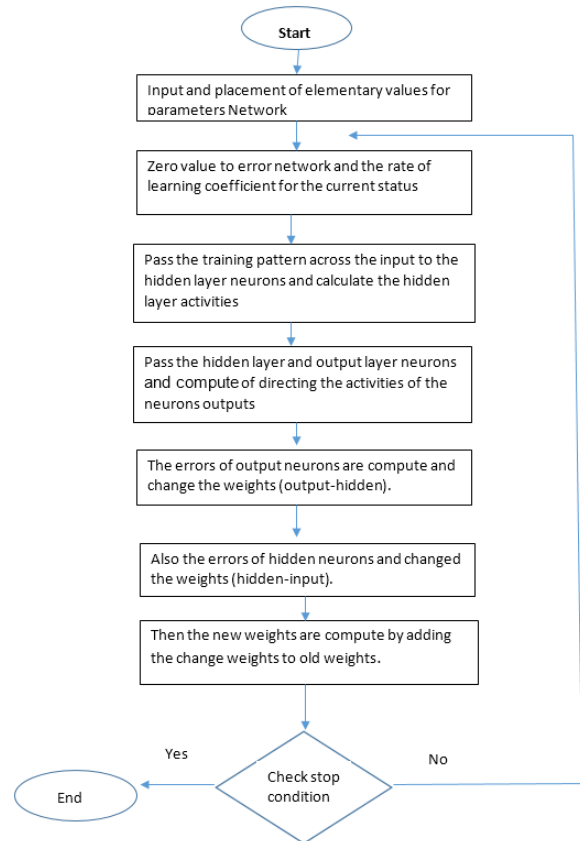 Start
Input and placement of elementary values for
parameters Network
Zero value to error network and the rate of
learning coefficient for the current status
Pass the training pattern across the input to the
hidden layer neurons and calculate the hidden
layer activities
Pass the hidden layer and output layer neurons
and compute of directing the activities of the
neurons outputs
The errors of output neurons are compute and
change the weights (output-hidden).
Also the errors of hidden neurons and changed
the weights (hidden-input).
Then the new weights are compute by adding
the change weights to old weights.
Yes
No
Check stop
condition
End